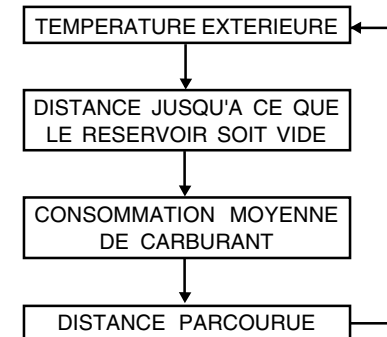 TEMPERATURE EXTERIEURE
DISTANCE JUSQU'A CE QUE
LE RESERVOIR SOIT VIDE
CONSOMMATION MOYENNE
DE CARBURANT
DISTANCE PARCOURUE